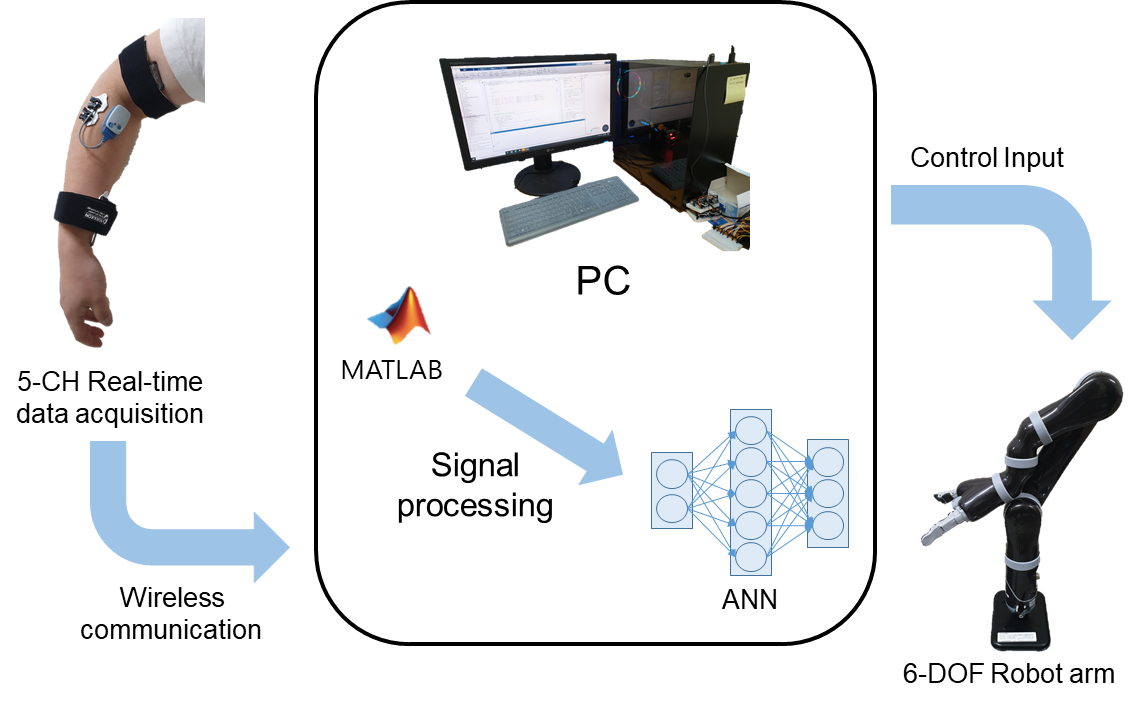 5-CH Real-time
data acquisition
Wireless
communication
PC
MATLAB
Signal
processing
ANN
Control Input
6-DOF Robot arm